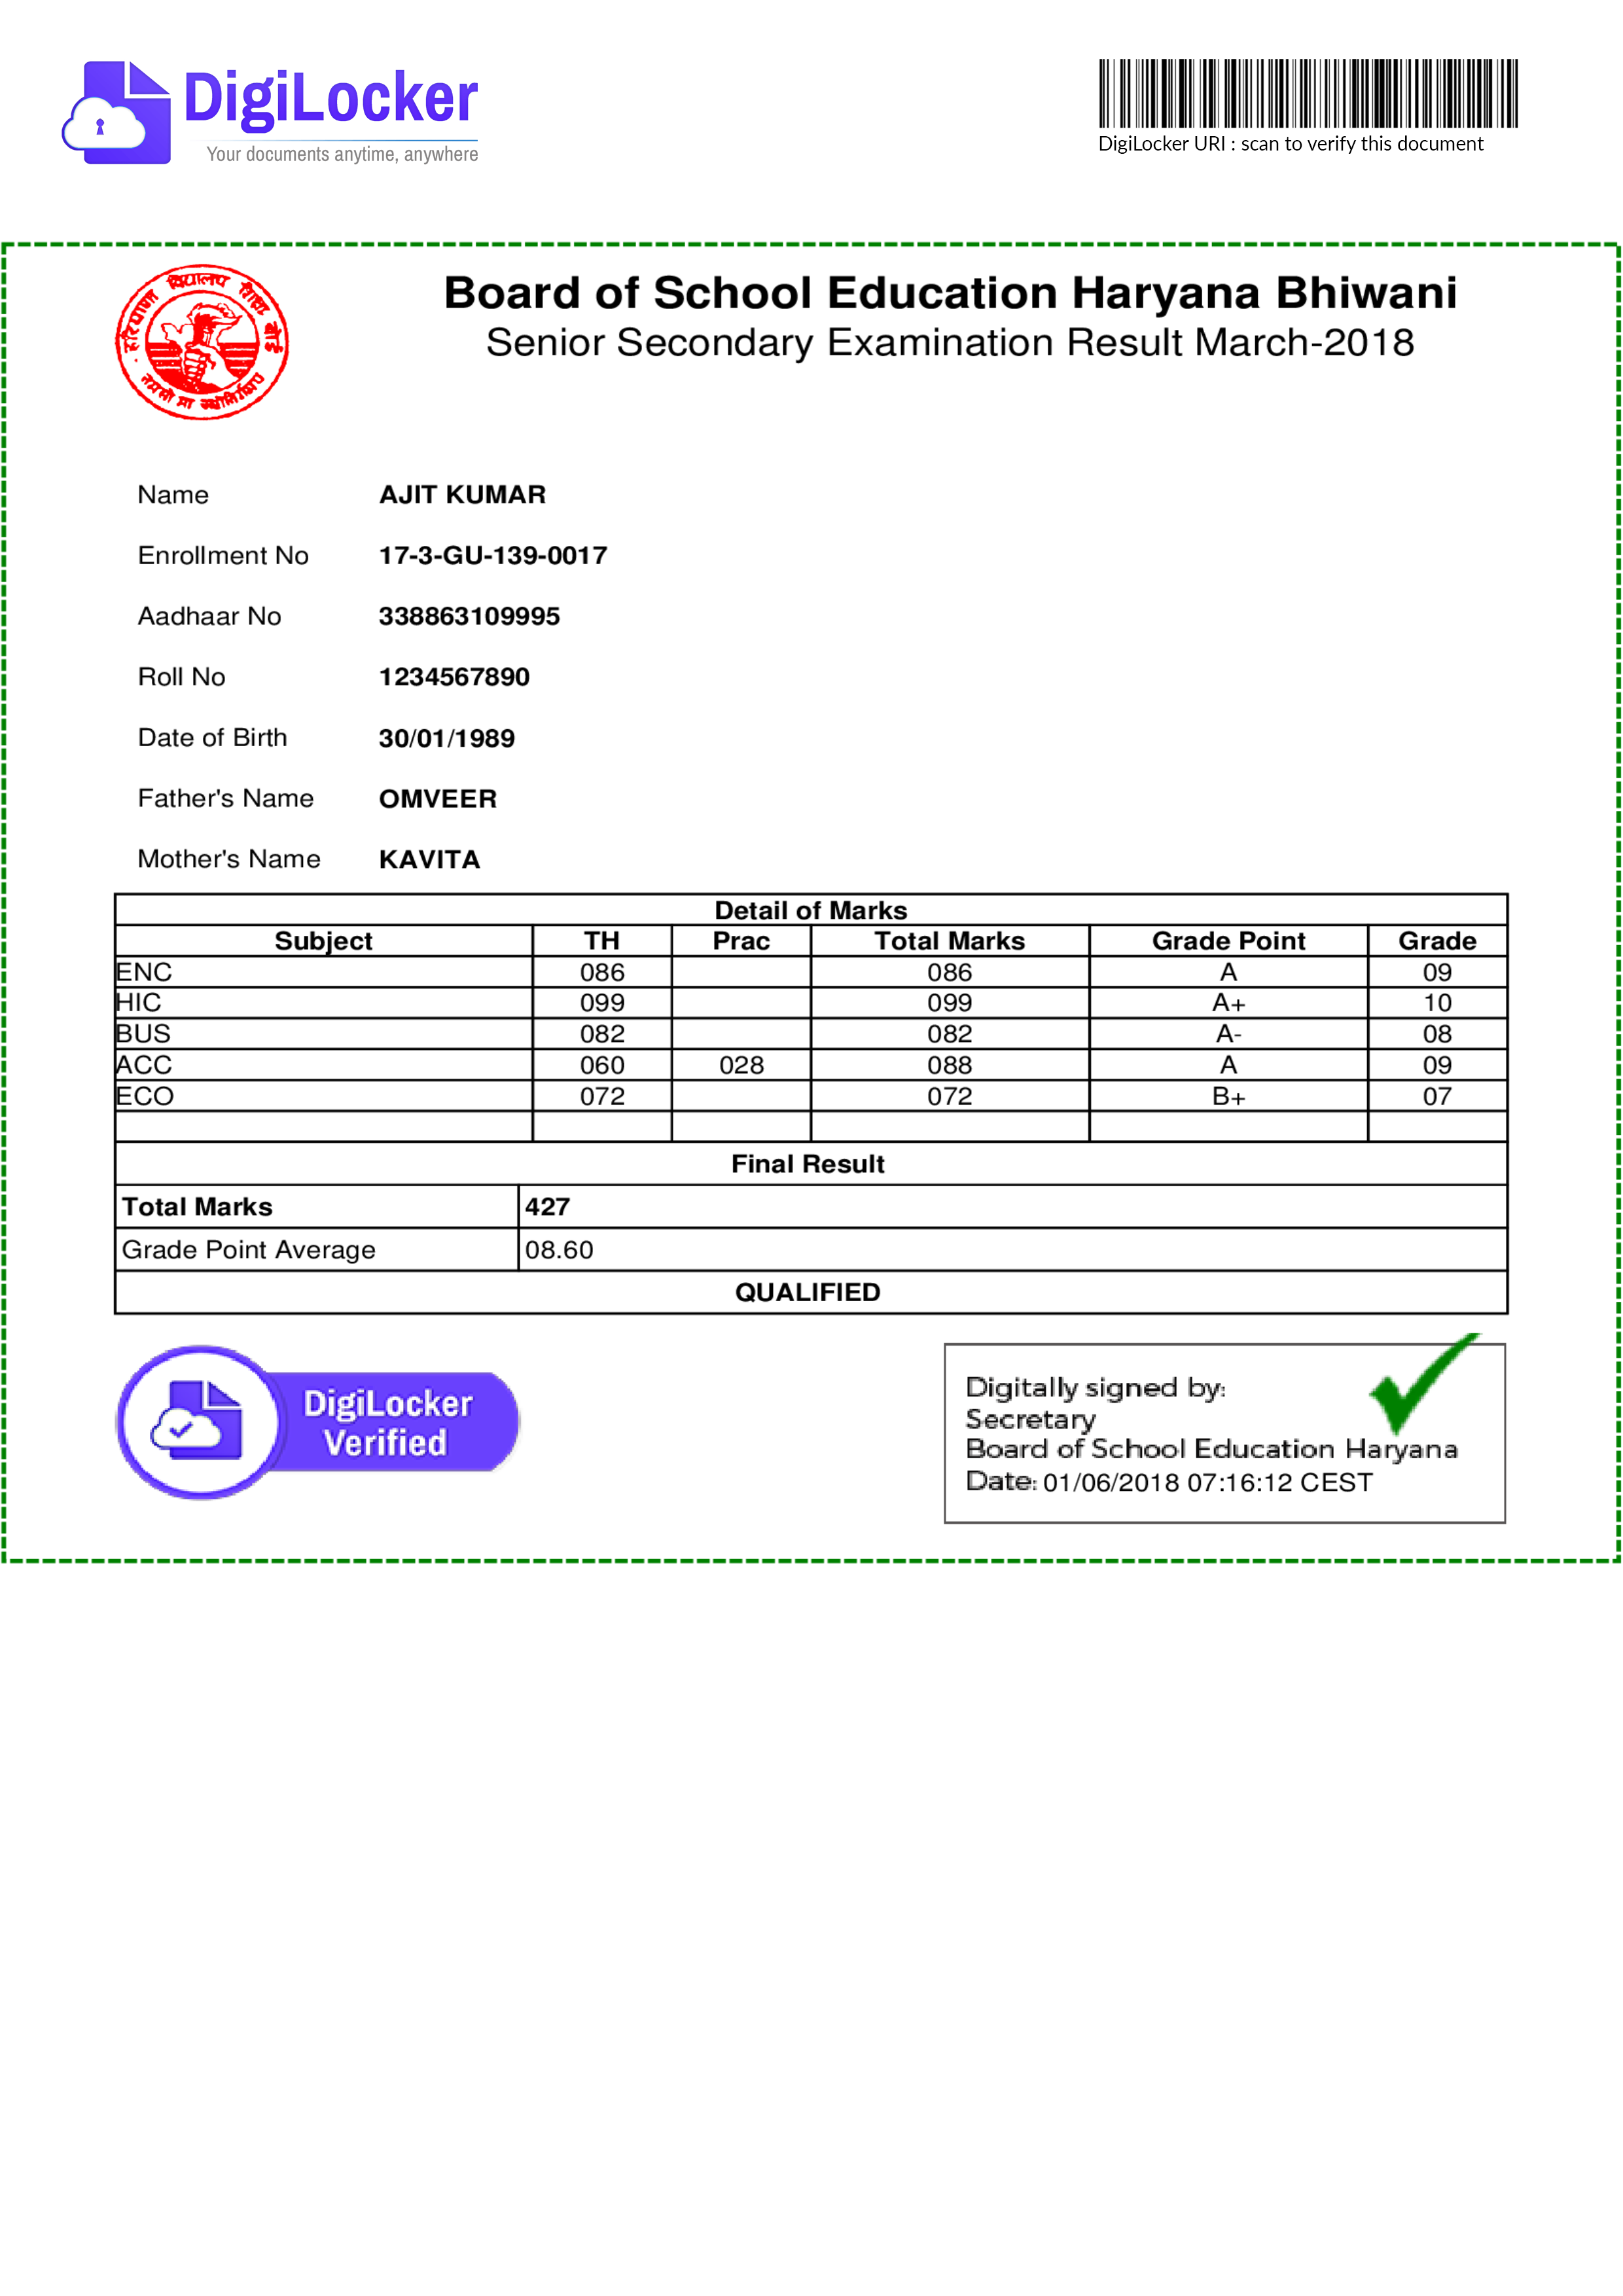 DigiLocker
Your documents anytime, anywhere
DigiLocker URI : scan to verify this document
हरियाणा विद्यालय शिक्षा बोर्ड
तमसो मा ज्योतिर्गमय
Board of School Education Haryana Bhiwani
Senior Secondary Examination Result March-2018
Name AJIT KUMAR
Enrollment No 17-3-GU-139-0017
Aadhaar No 338863109995
Roll No 1234567890
Date of Birth 30/01/1989
Father's Name OMVEER
Mother's Name KAVITA
Detail of Marks
Subject TH Prac Total Marks Grade Point Grade
ENC 086 086 A 09
HIC 099 099 A+ 10
BUS 082 082 A- 08
ACC 060 028 088 A 09
ECO 072 072 B+ 07
Final Result
Total Marks 427
Grade Point Average 08.60
QUALIFIED
DigiLocker
Verified
Digitally signed by:
Secretary
Board of School Education Haryana
Date: 01/06/2018 07:16:12 CEST